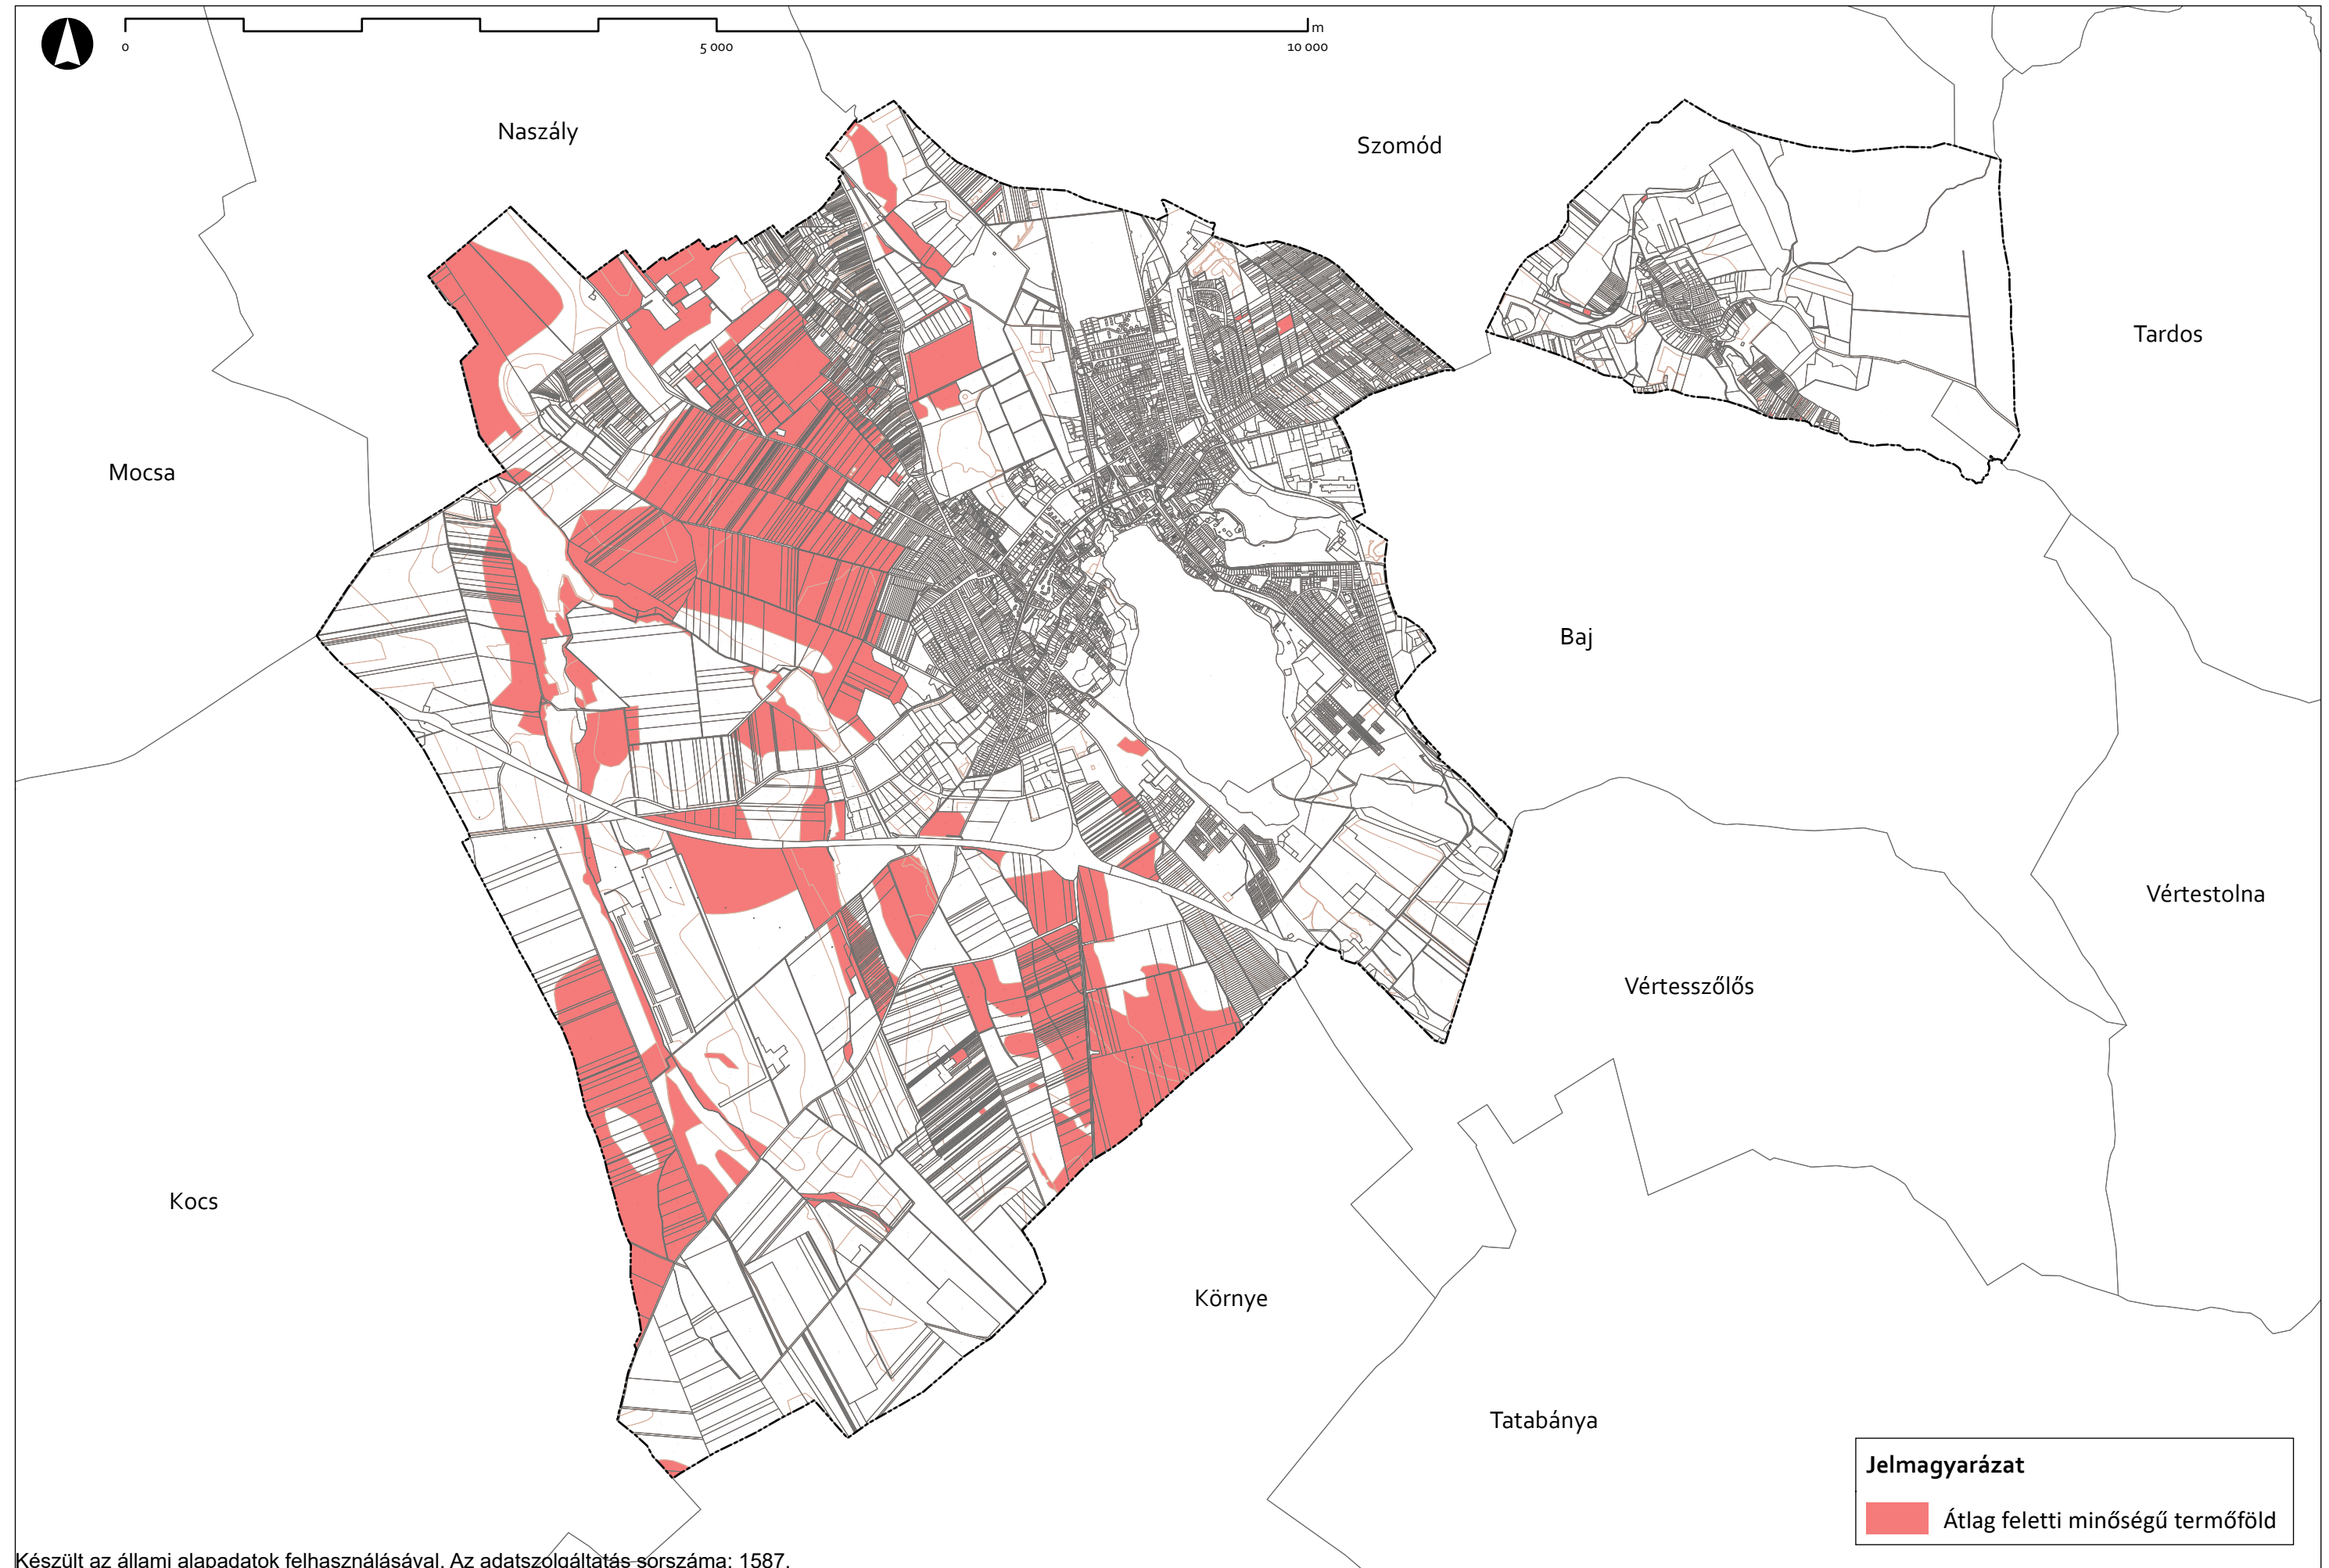 m
0
5 000
10 000
Naszály
Szomód
Tardos
Mocsa
Baj
Vértestolna
Vértesszőlős
Kocs
Környe
Tatabánya
Jelmagyarázat
Átlag feletti minőségű termőföld
Készült az állami alapadatok felhasználásával. Az adatszolgáltatás sorszáma: 1587.